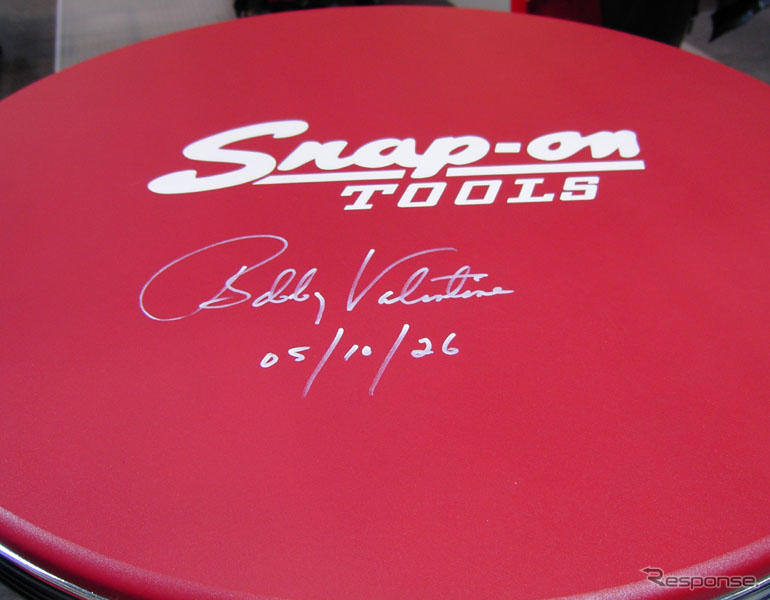 Snap-on
TOOLS
Bobby Valentine
05/10/26
Response.